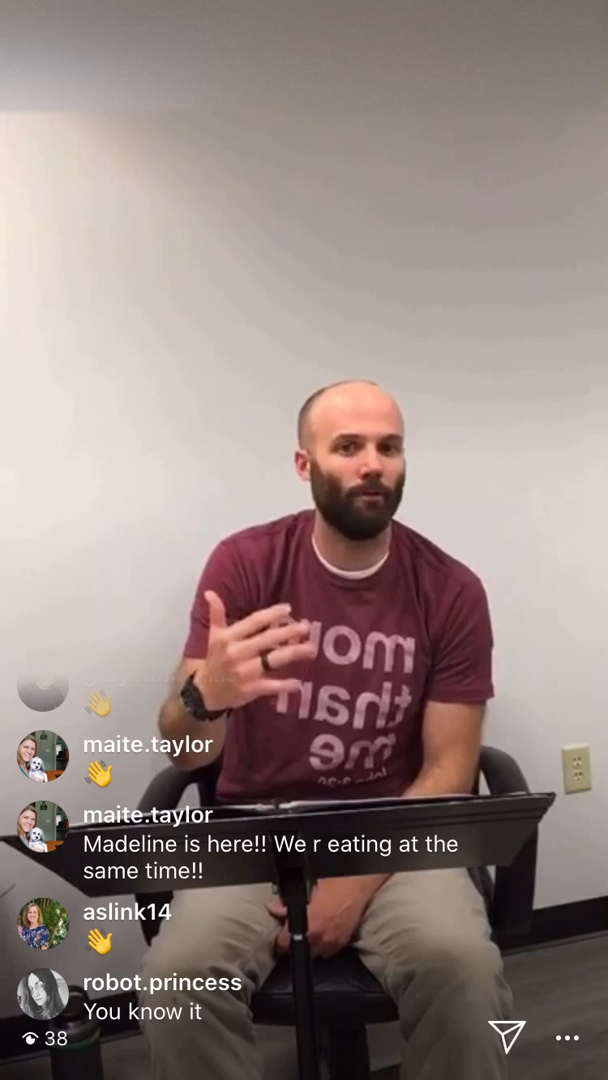 more
than
me
👋
maite.taylor
👋
maite.taylor
Madeline is here!! We r eating at the
same time!!
aslink14
👋
robot.princess
You know it
38